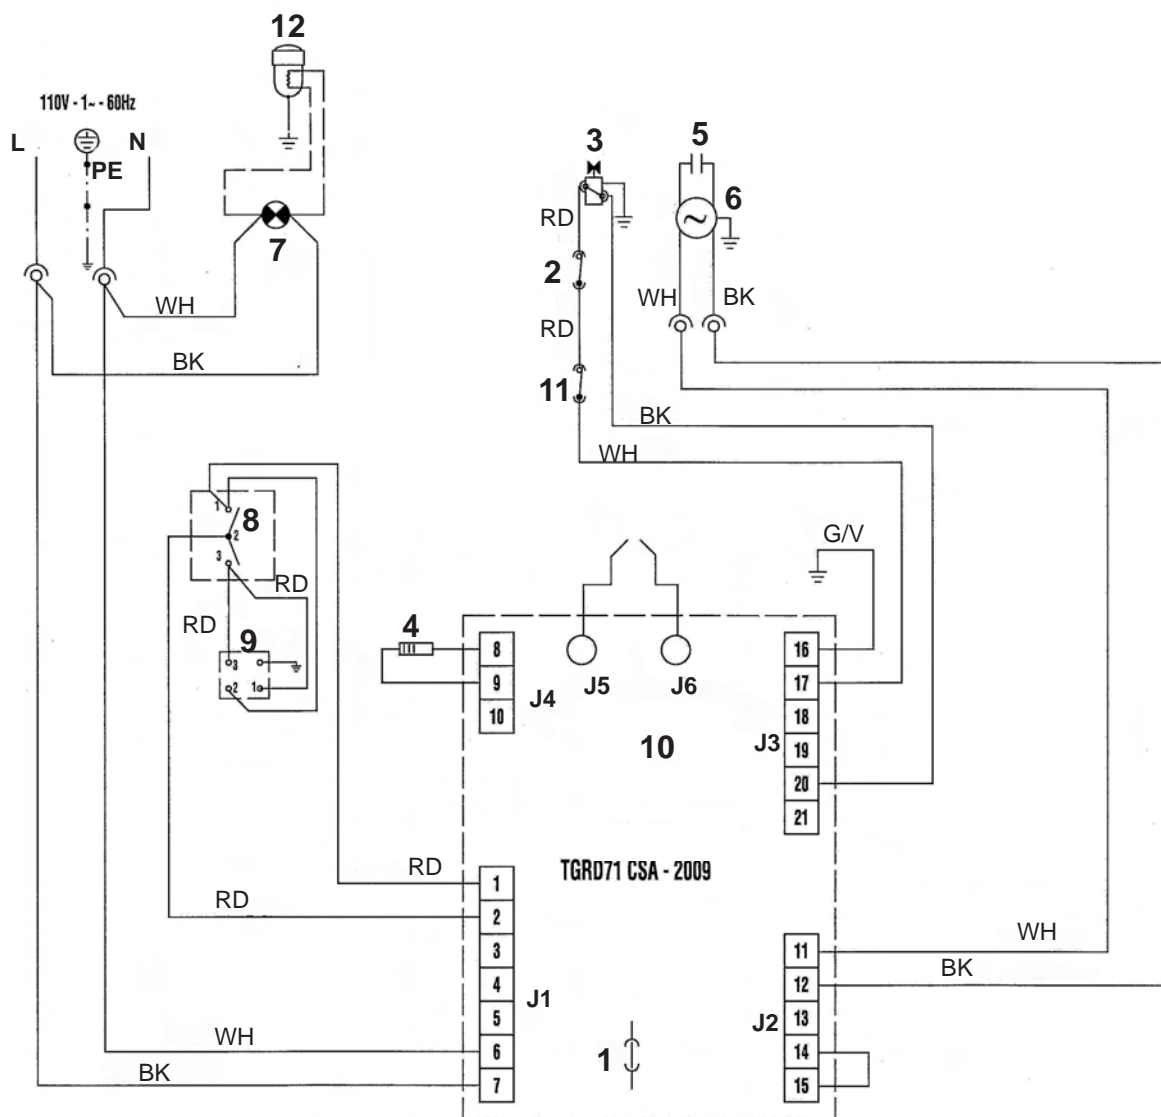 12
110V - 1~ - 60Hz
L
PE
N
7
WH
BK
3
5
6
RD
2
WH
BK
RD
11
BK
WH
1
8
2
3
RD
RD
9
3
2
1
G/V
4
8
9
10
J4
J5
J6
10
16
17
18
19
20
21
J3
TGRD71 CSA - 2009
RD
RD
WH
BK
1
2
3
4
5
6
7
J1
1
11
12
13
14
15
J2
WH
BK